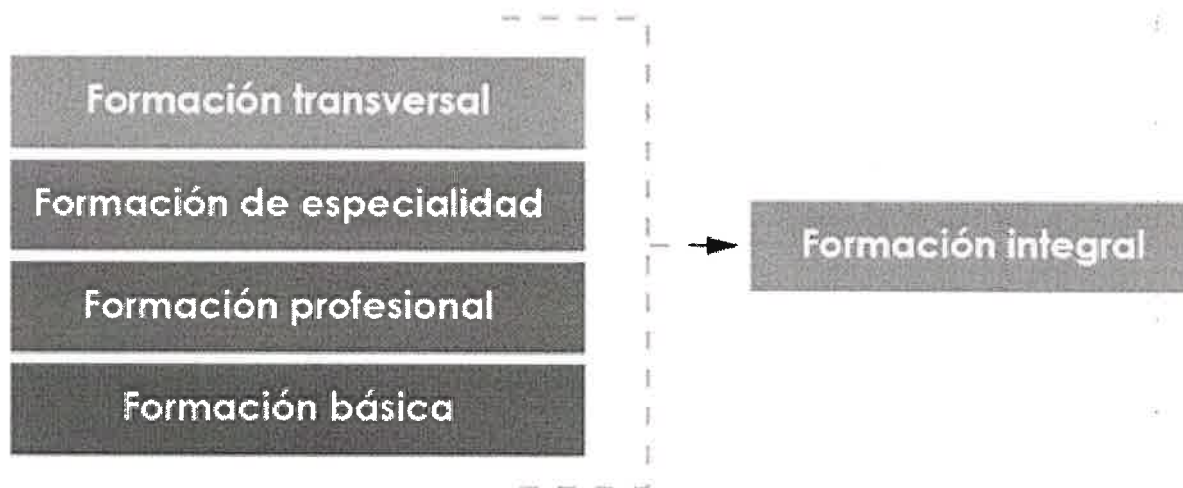 Formación transversal
Formación de especialidad
Formación profesional
Formación básica
Formación integral